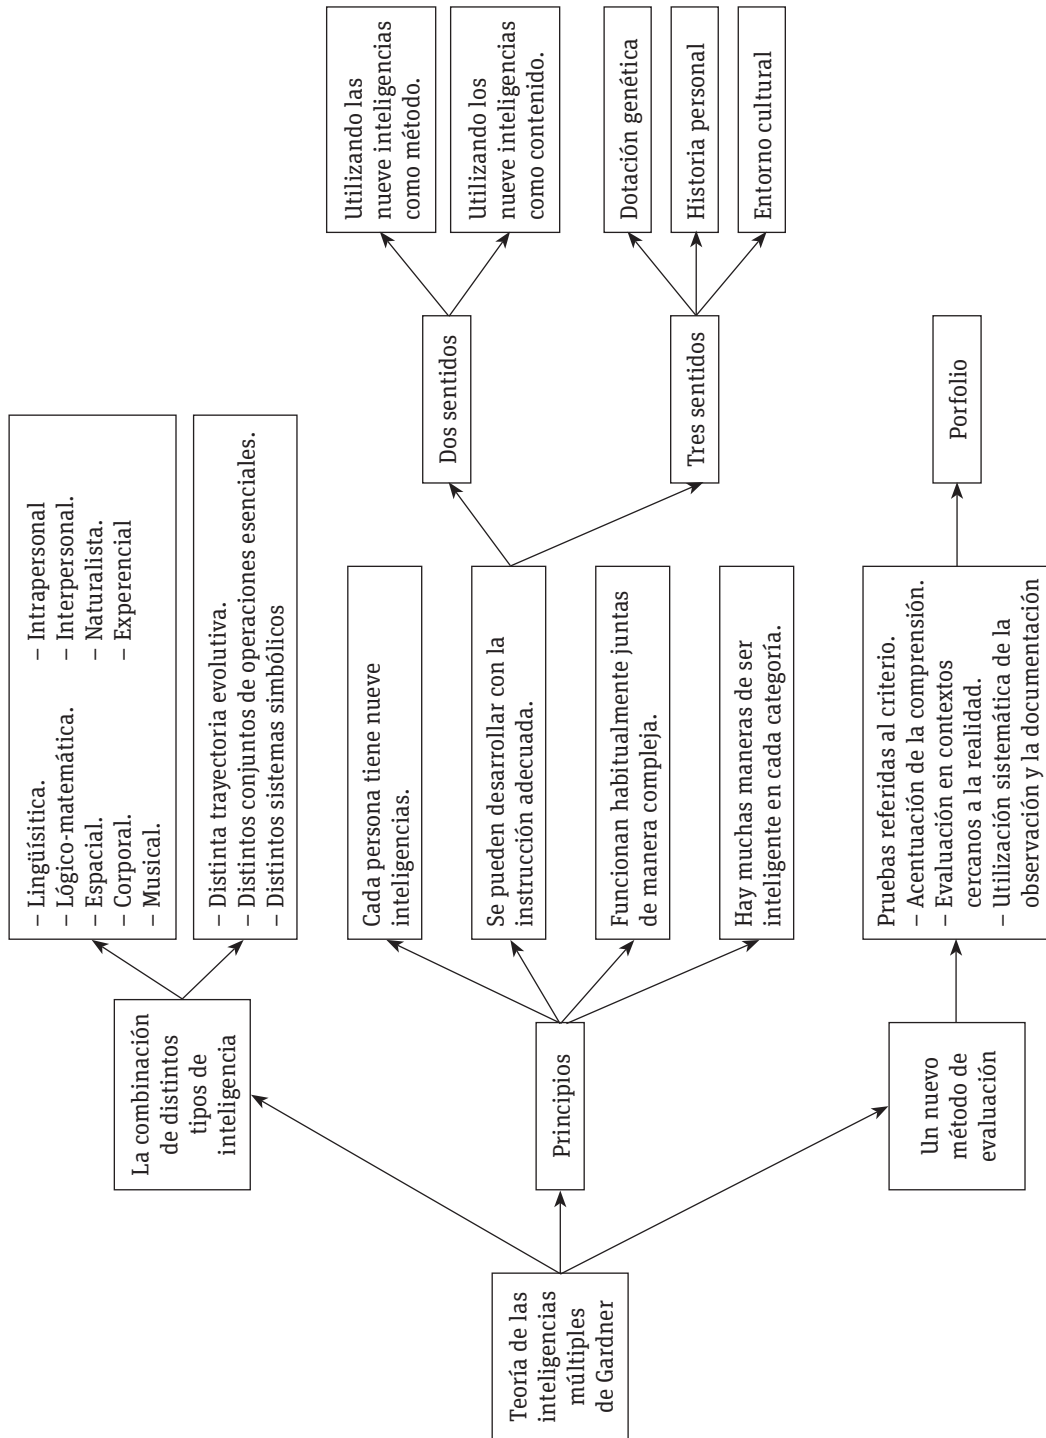 Teoría de las
inteligencias
múltiples
de Gardner
La combinación
de distintos
tipos de
inteligencia
– Lingüísitica.
– Lógico-matemática.
– Espacial.
– Corporal.
– Musical.
– Intrapersonal
– Interpersonal.
– Naturalista.
– Experencial
– Distinta trayectoria evolutiva.
– Distintos conjuntos de operaciones esenciales.
– Distintos sistemas simbólicos
Principios
Cada persona tiene nueve
inteligencias.
Se pueden desarrollar con la
instrucción adecuada.
Dos sentidos
Utilizando las
nueve inteligencias
como método.
Utilizando los
nueve inteligencias
como contenido.
Tres sentidos
Dotación genética
Historia personal
Entorno cultural
Funcionan habitualmente juntas
de manera compleja.
Hay muchas maneras de ser
inteligente en cada categoría.
Un nuevo
método de
evaluación
Pruebas referidas al criterio.
– Acentuación de la comprensión.
– Evaluación en contextos
cercanos a la realidad.
– Utilización sistemática de la
observación y la documentación
Porfolio